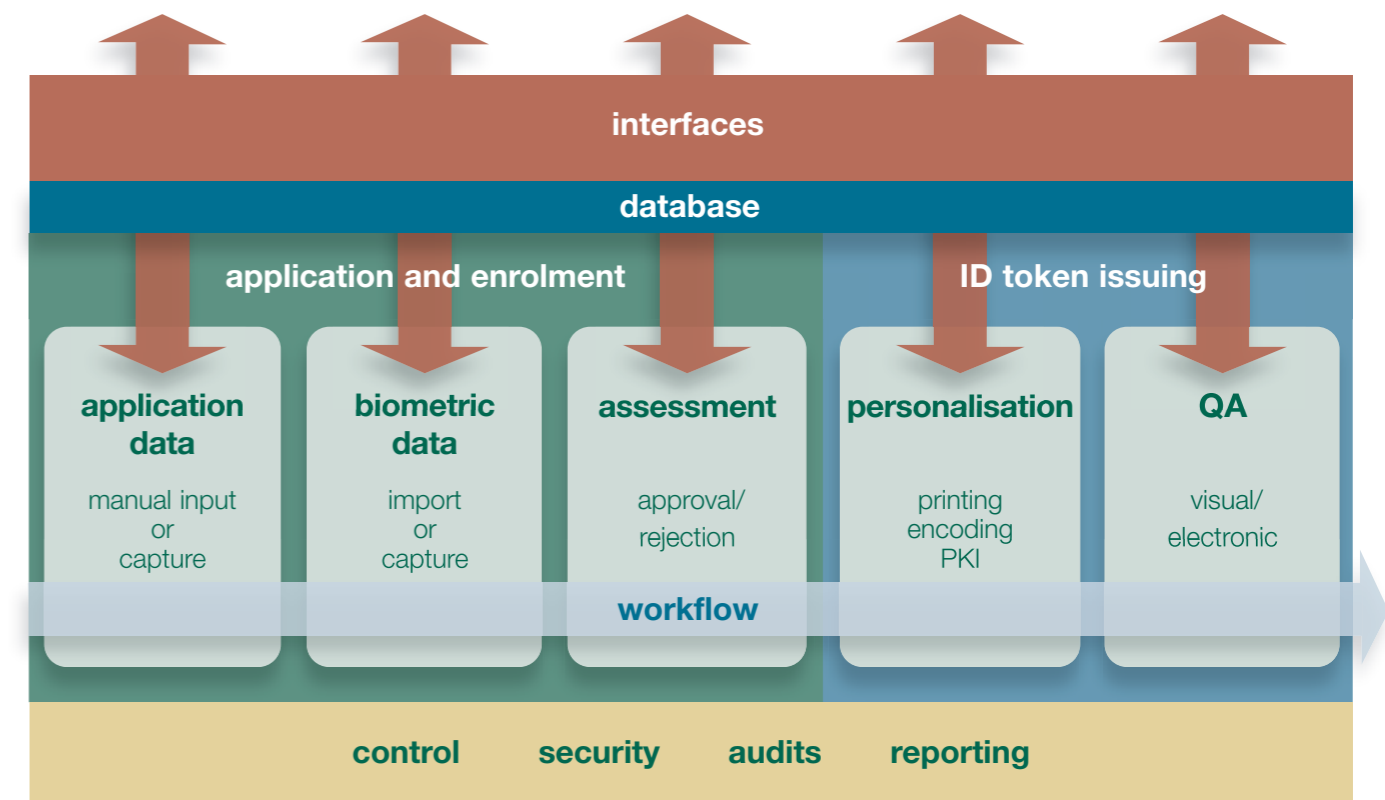 interfaces
database
application and enrolment
ID token issuing
application
data
manual input
or
capture
biometric
data
import
or
capture
assessment
approval/
rejection
personalisation
printing
encoding
PKI
QA
visual/
electronic
workflow
control security audits reporting